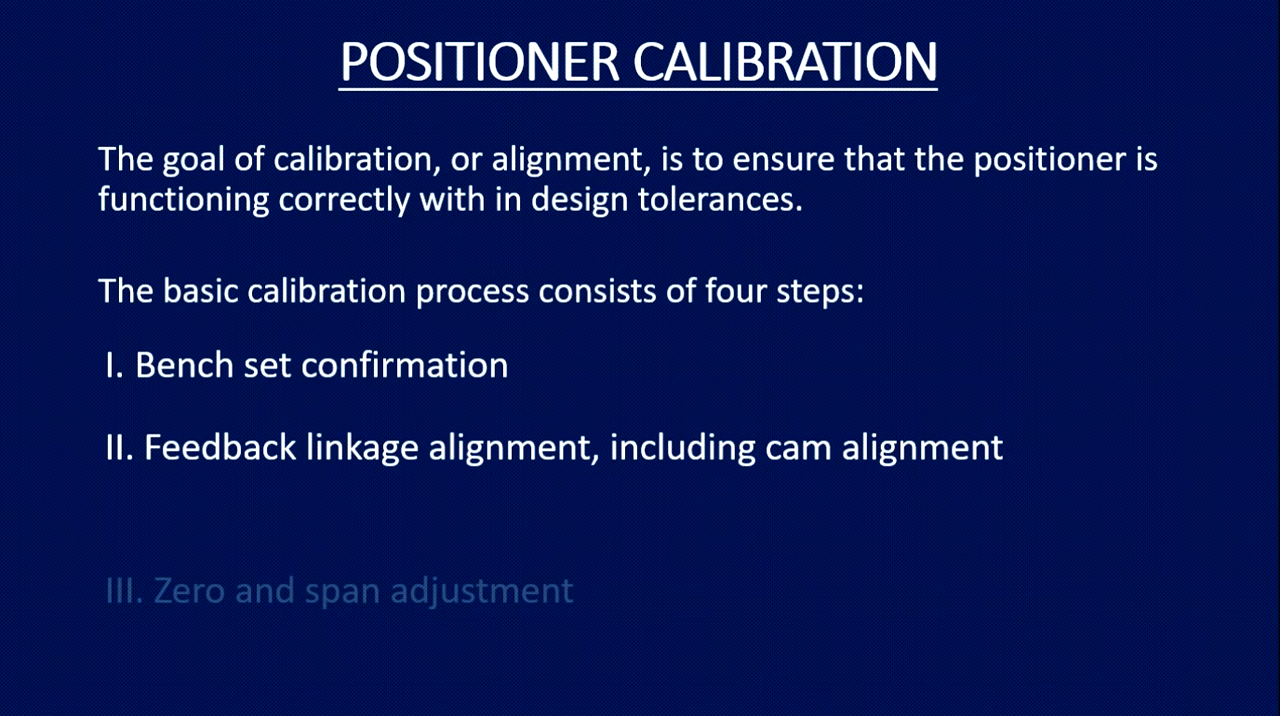 POSITIONER CALIBRATION
The goal of calibration, or alignment, is to ensure that the positioner is
functioning correctly with in design tolerances.
The basic calibration process consists of four steps:
I. Bench set confirmation
II. Feedback linkage alignment, including cam alignment
III. Zero and span adjustment